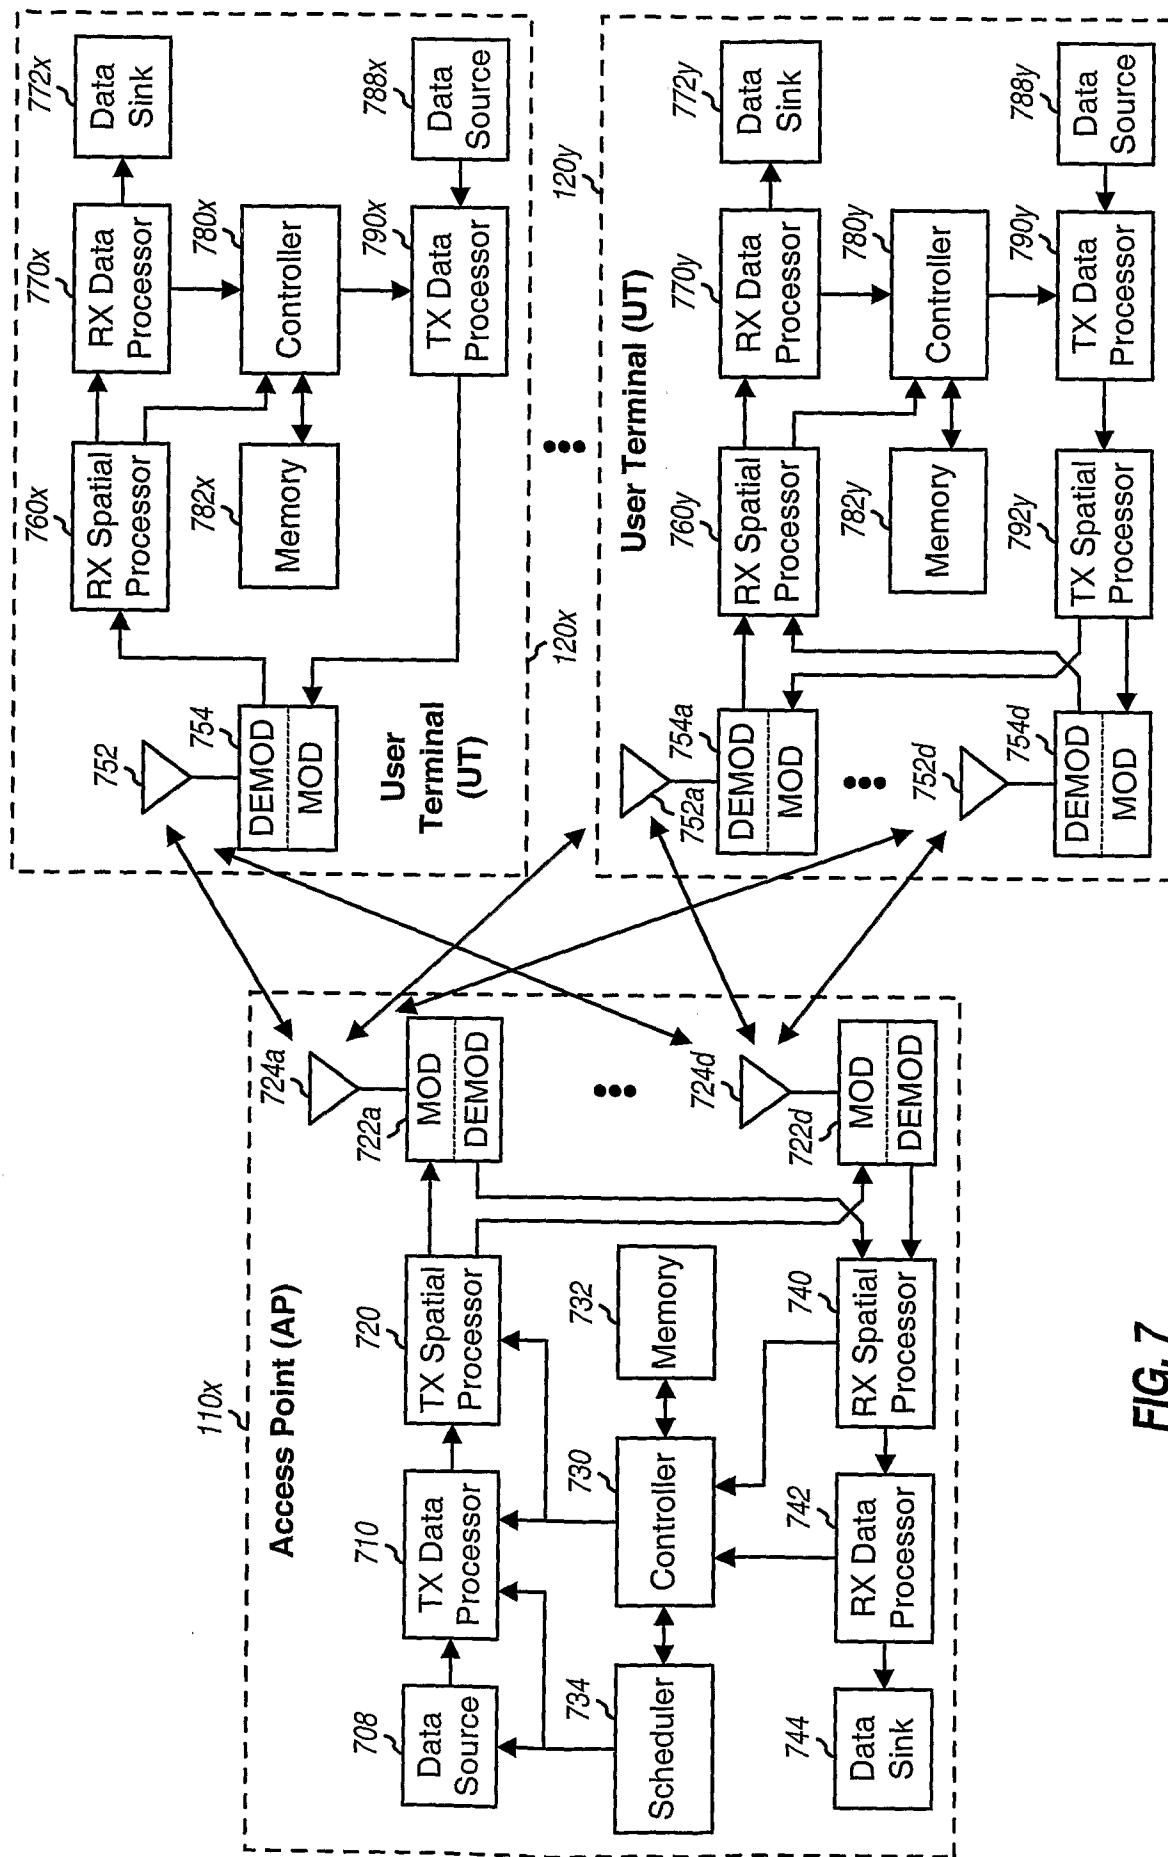 110x
Access Point (AP)
708
Data
Source
710
TX Data
Processor
720
TX Spatial
Processor
722a
MOD
DEMOD
724a
734
Scheduler
730
Controller
732
Memory
744
Data
Sink
742
RX Data
Processor
740
RX Spatial
Processor
722d
MOD
DEMOD
724d
752
754
DEMOD
MOD
User
Terminal
(UT)
760x
RX Spatial
Processor
770x
RX Data
Processor
772x
Data
Sink
782x
Memory
780x
Controller
790x
TX Data
Processor
788x
Data
Source
120x
120y
User Terminal (UT)
752a
754a
DEMOD
MOD
760y
RX Spatial
Processor
770y
RX Data
Processor
772y
Data
Sink
782y
Memory
780y
Controller
752d
754d
DEMOD
MOD
792y
TX Spatial
Processor
790y
TX Data
Processor
788y
Data
Source
FIG. 7